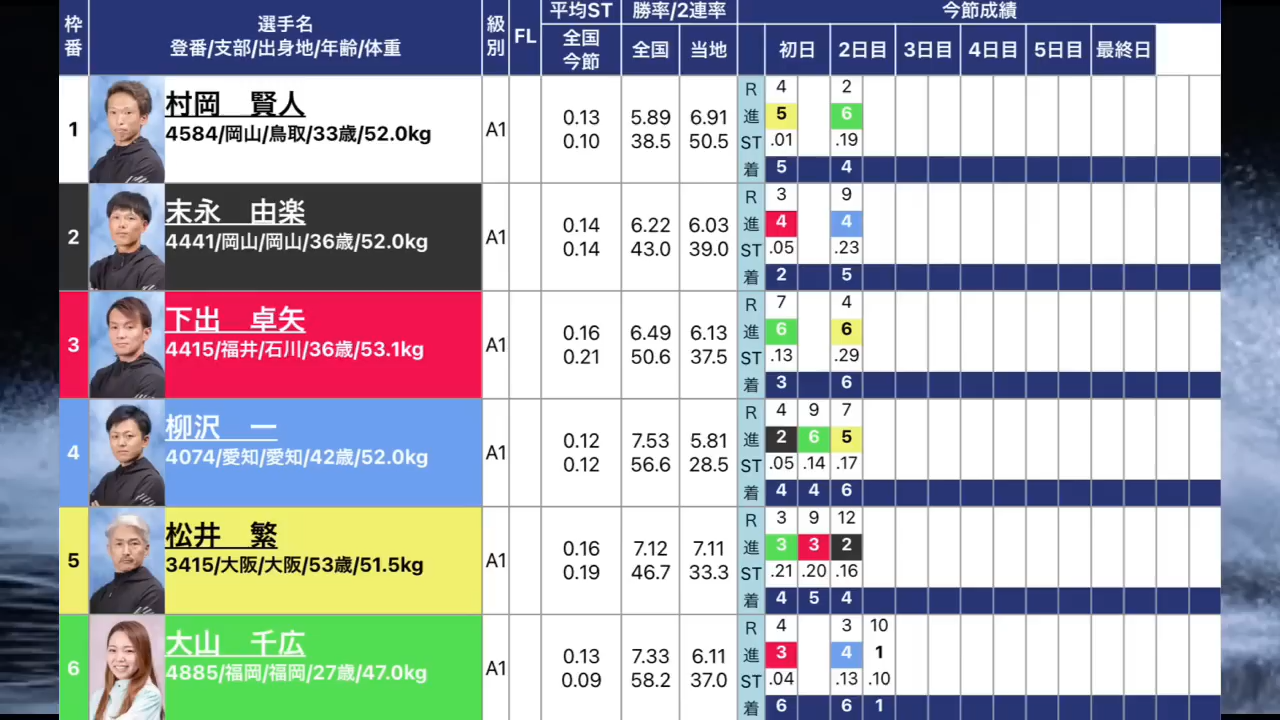 枠番 選手名 登番/支部/出身地/年齢/体重 級別 FL 平均ST 全国 今節 勝率/2連率 全国 当地 今節成績 初日 2日目 3日目 4日目 5日目 最終日
1 村岡 賢人 A1 0.13 5.89 6.91 R 4 2
4584/岡山/鳥取/33歳/52.0kg 0.10 38.5 50.5 進 5 6
ST .01 .19
着 5 4
2 末永 由楽 A1 0.14 6.22 6.03 R 3 9
4441/岡山/岡山/36歳/52.0kg 0.14 43.0 39.0 進 4 4
ST .05 .23
着 2 5
3 下出 卓矢 A1 0.16 6.49 6.13 R 7 4
4415/福井/石川/36歳/53.1kg 0.21 50.6 37.5 進 6 6
ST .13 .29
着 3 6
4 柳沢 一 A1 0.12 7.53 5.81 R 4 9 7
4074/愛知/愛知/42歳/52.0kg 0.12 56.6 28.5 進 2 6 5
ST .05 .14 .17
着 4 4 6
5 松井 繁 A1 0.16 7.12 7.11 R 3 9 12
3415/大阪/大阪/53歳/51.5kg 0.19 46.7 33.3 進 3 3 2
ST .21 .20 .16
着 4 5 4
6 大山 千広 A1 0.13 7.33 6.11 R 4 3 10
4885/福岡/福岡/27歳/47.0kg 0.09 58.2 37.0 進 3 4 1
ST .04 .13 .10
着 6 6 1